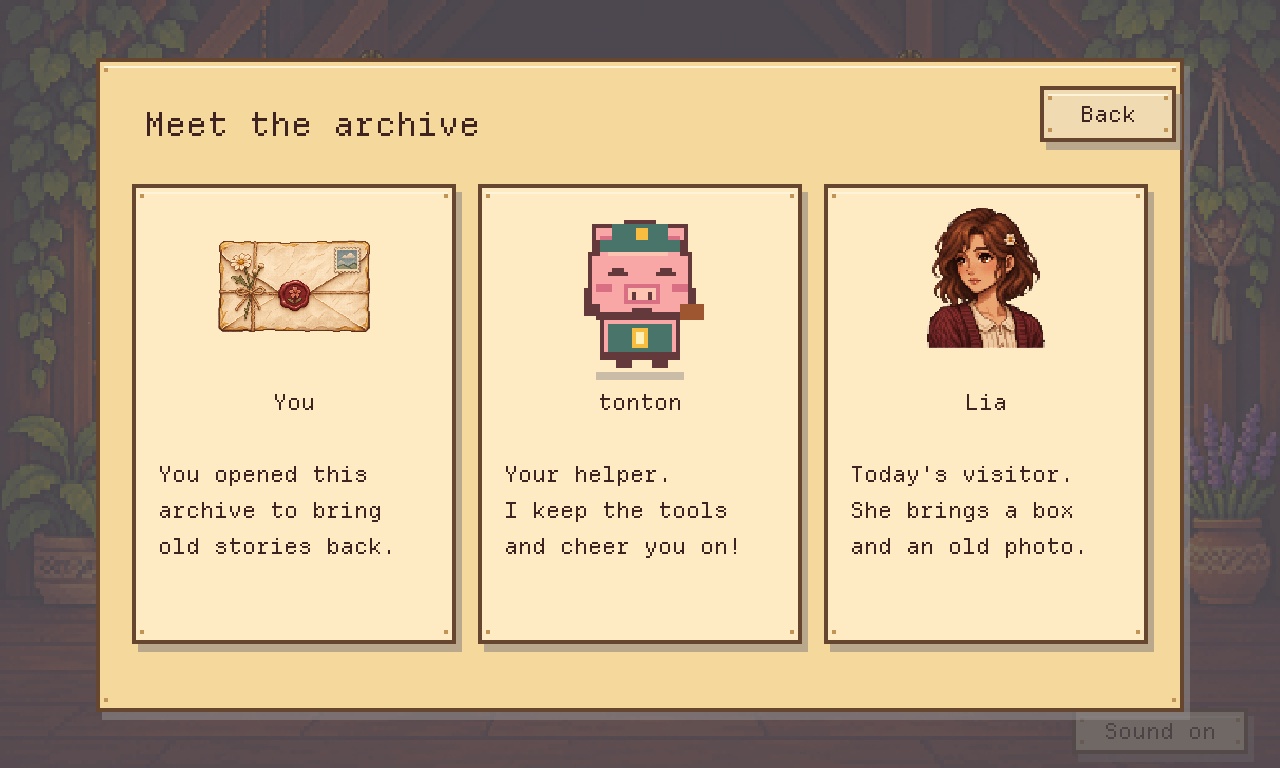 Meet the archive
Back
You
You opened this
archive to bring
old stories back.
tonton
Your helper.
I keep the tools
and cheer you on!
Lia
Today's visitor.
She brings a box
and an old photo.
Sound on